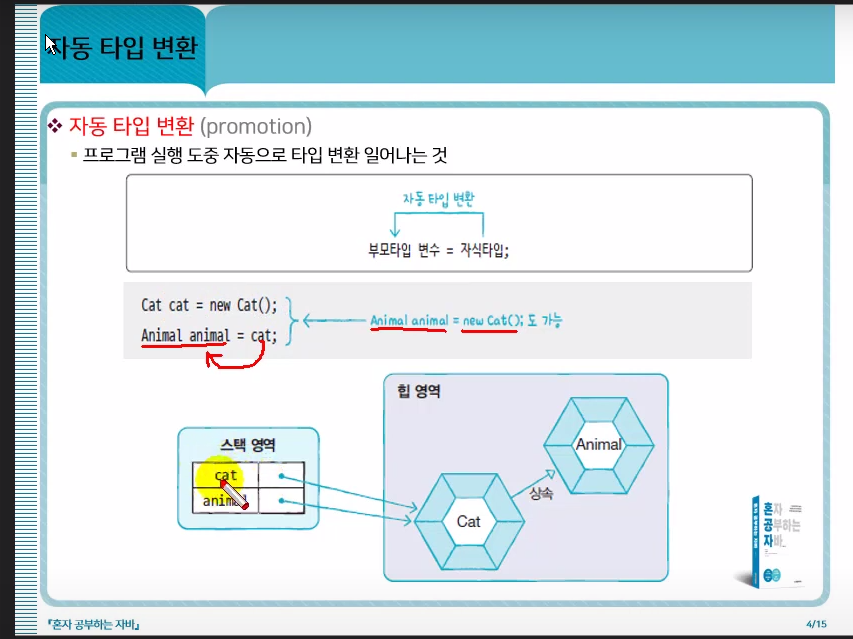 자동 타입 변환
❖ 자동 타입 변환 (promotion)
▪ 프로그램 실행 도중 자동으로 타입 변환 일어나는 것
자동 타입 변환
부모타입 변수 = 자식타입;
Cat cat = new Cat();
Animal animal = cat;
Animal animal = new Cat(); 도 가능
힙 영역
스택 영역
cat
animal
Cat
상속
Animal
혼자
공부하는
자바
『혼자 공부하는 자바』
4/15